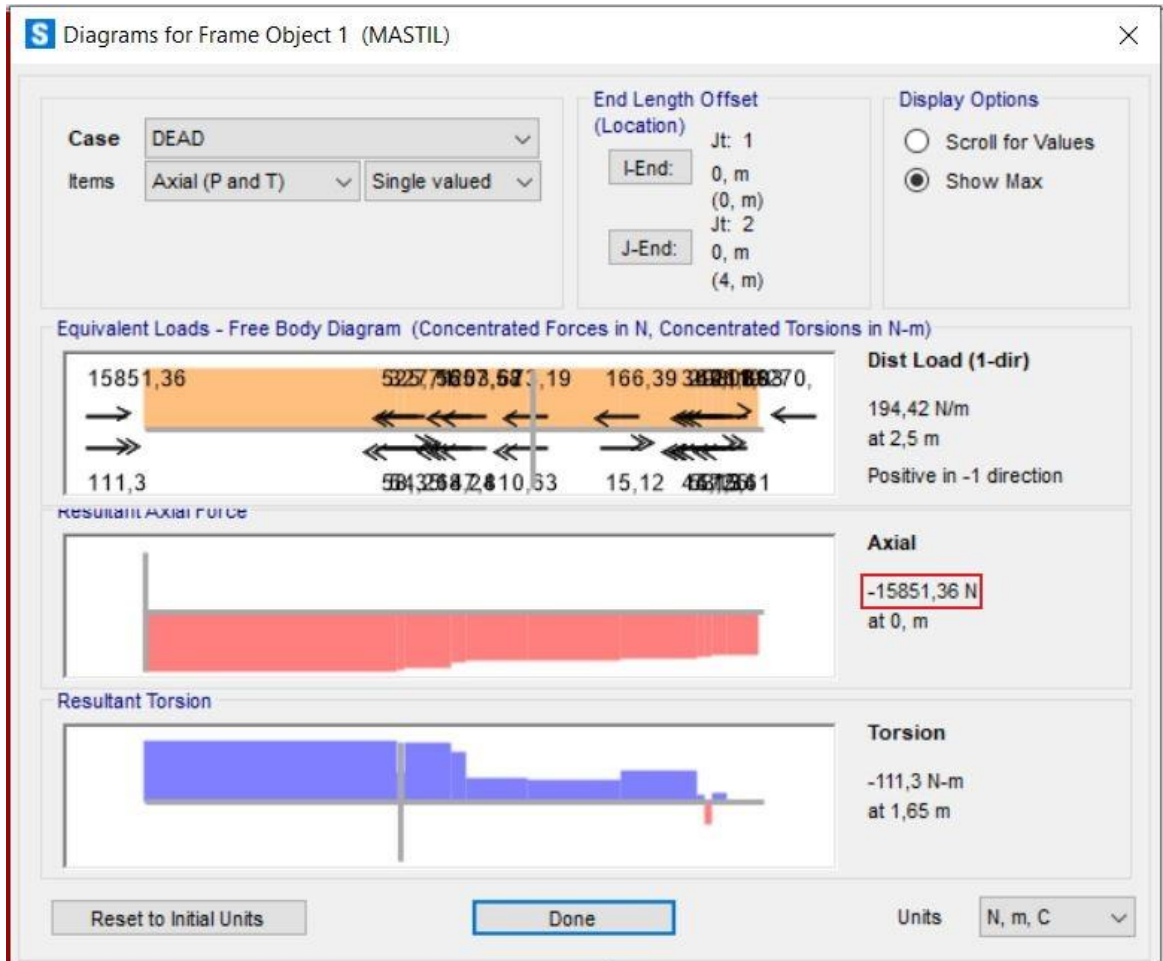 S Diagrams for Frame Object 1 (MASTIL)
Case DEAD
Items Axial (P and T) Single valued
End Length Offset
(Location)
I-End:
Jt: 1
0, m
(0, m)
J-End:
Jt: 2
0, m
(4, m)
Display Options
Scroll for Values
Show Max
Equivalent Loads - Free Body Diagram (Concentrated Forces in N, Concentrated Torsions in N-m)
15851,36 166,39
111,3 15,12
Dist Load (1-dir)
194,42 N/m
at 2,5 m
Positive in -1 direction
Resultant Axial Force
Axial
-15851,36 N
at 0, m
Resultant Torsion
Torsion
-111,3 N-m
at 1,65 m
Reset to Initial Units Done Units N, m, C